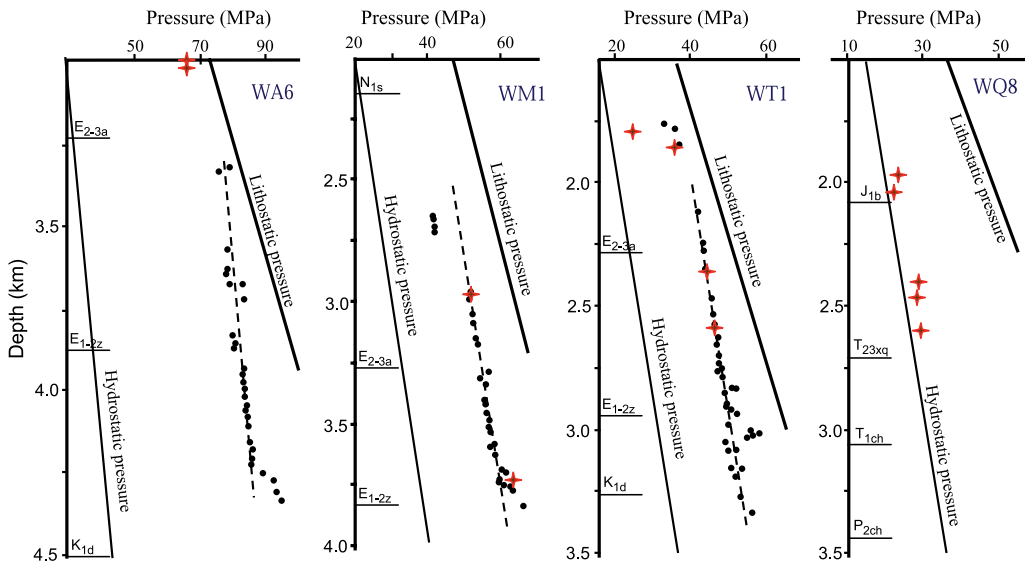 Pressure (MPa) Pressure (MPa) Pressure (MPa) Pressure (MPa)
50 70 90 20 40 60 20 40 60 10 30 50
WA6 WM1 WT1 WQ8
Depth (km)
3.5
4.0
4.5
E2-3a
E1-2z
K1d
Hydrostatic pressure
Lithostatic pressure
2.5
3.0
3.5
4.0
N1s
E2-3a
E1-2z
Hydrostatic pressure
Lithostatic pressure
2.0
2.5
3.0
3.5
E2-3a
E1-2z
K1d
Hydrostatic pressure
Lithostatic pressure
2.0
2.5
3.0
3.5
J1b
T23xq
T1ch
P2ch
Hydrostatic pressure
Lithostatic pressure